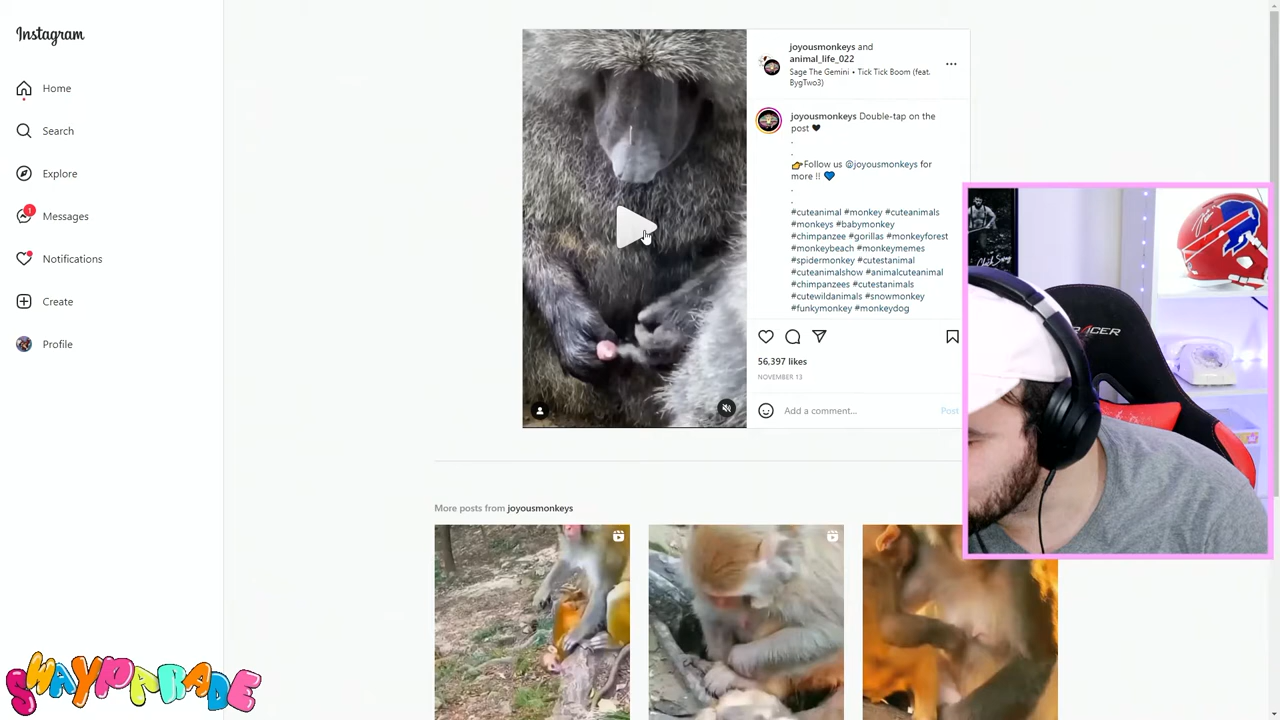 Instagram
Home
Search
Explore
1
Messages
Notifications
Create
Profile
joyousmonkeys and
animal_life_022
Sage The Gemini • Tick Tick Boom (feat.
BygTwo3)
joyousmonkeys Double-tap on the
post 🖤
.
.
👉Follow us @joyousmonkeys for
more !! 💙
.
.
#cuteanimal #monkey #cuteanimals
#monkeys #babymonkey
#chimpanzee #gorillas #monkeyforest
#monkeybeach #monkeymemes
#spidermonkey #cutestanimal
#cuteanimalshow #animalcuteanimal
#chimpanzees #cutestanimals
#cutewildanimals #snowmonkey
#funkymonkey #monkeydog
56,397 likes
NOVEMBER 13
Add a comment...
Post
More posts from joyousmonkeys
SWAYPARADE